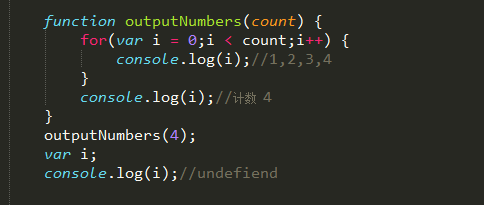 function outputNumbers(count) {
for(var i = 0;i < count;i++) {
console.log(i);//1,2,3,4
}
console.log(i);//计数 4
}
outputNumbers(4);
var i;
console.log(i);//undefiend